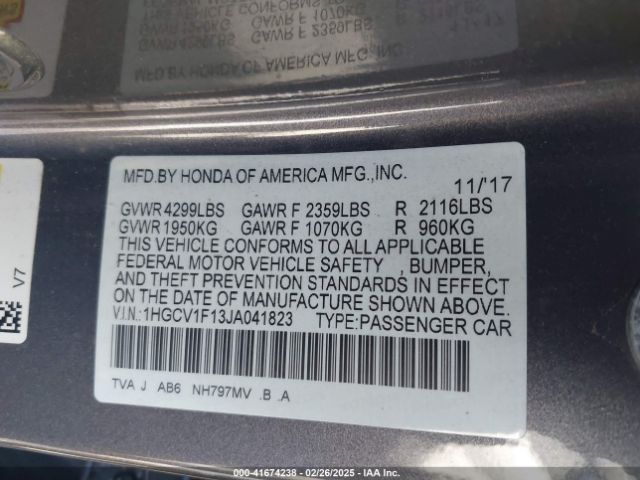 MFD.BY HONDA OF AMERICA MFG.,INC.
11/'17
GVWR 4299LBS GAWR F 2359LBS R 2116LBS
GVWR 1950KG GAWR F 1070KG R 960KG
THIS VEHICLE CONFORMS TO ALL APPLICABLE
FEDERAL MOTOR VEHICLE SAFETY , BUMPER,
AND THEFT PREVENTION STANDARDS IN EFFECT
ON THE DATE OF MANUFACTURE SHOWN ABOVE.
V.I.N.:1HGCV1F13JA041823 TYPE:PASSENGER CAR
TVA J AB6 NH797MV .B .A
V7
000-41674238 - 02/26/2025 - IAAI.COM